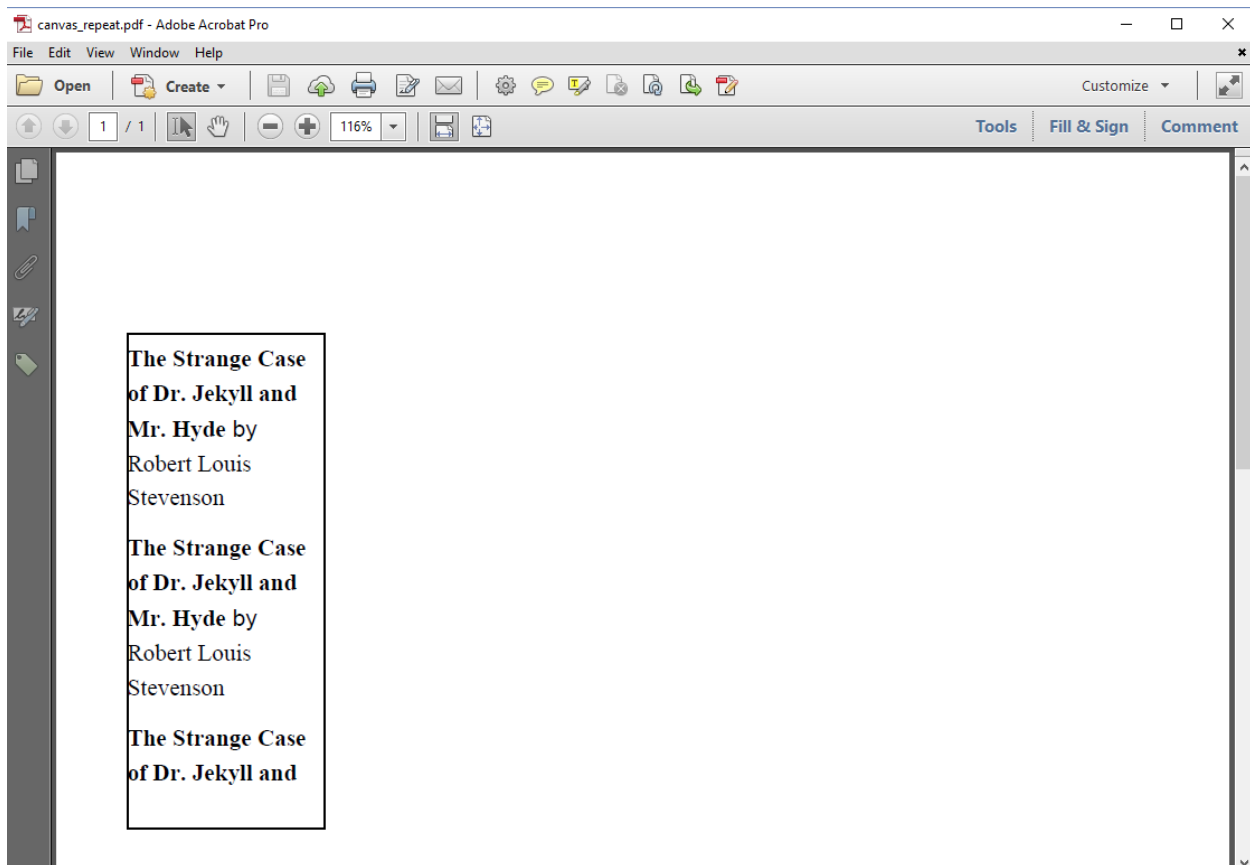 canvas_repeat.pdf - Adobe Acrobat Pro
File Edit View Window Help
Open Create Customize
1 / 1 116% Tools Fill & Sign Comment
The Strange Case
of Dr. Jekyll and
Mr. Hyde by
Robert Louis
Stevenson
The Strange Case
of Dr. Jekyll and
Mr. Hyde by
Robert Louis
Stevenson
The Strange Case
of Dr. Jekyll and